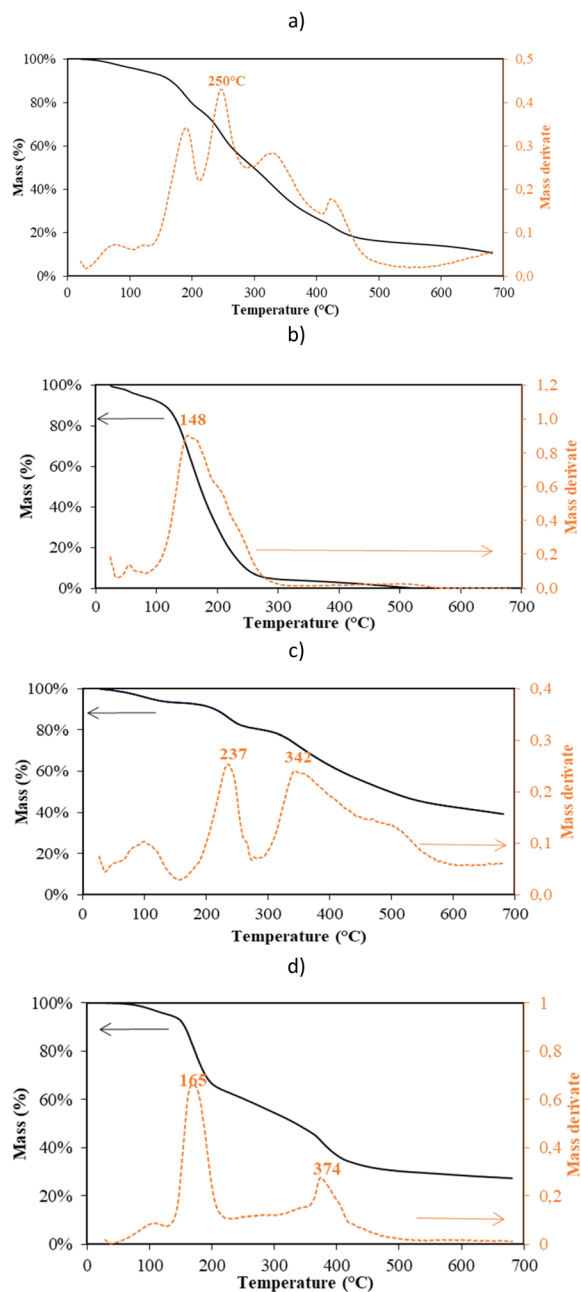 a)
100%
80%
60%
40%
20%
0%
Mass (%)
250°C
0,5
0,4
0,3
0,2
0,1
0,0
Mass derivate
0 100 200 300 400 500 600 700
Temperature (°C)
b)
100%
80%
60%
40%
20%
0%
Mass (%)
148
1,2
1,0
0,8
0,6
0,4
0,2
0,0
Mass derivate
0 100 200 300 400 500 600 700
Temperature (°C)
c)
100%
80%
60%
40%
20%
0%
Mass (%)
237 342
0,4
0,3
0,2
0,1
0,0
Mass derivate
0 100 200 300 400 500 600 700
Temperature (°C)
d)
100%
80%
60%
40%
20%
0%
Mass (%)
165
374
1
0,8
0,6
0,4
0,2
0
Mass derivate
0 100 200 300 400 500 600 700
Temperature (°C)